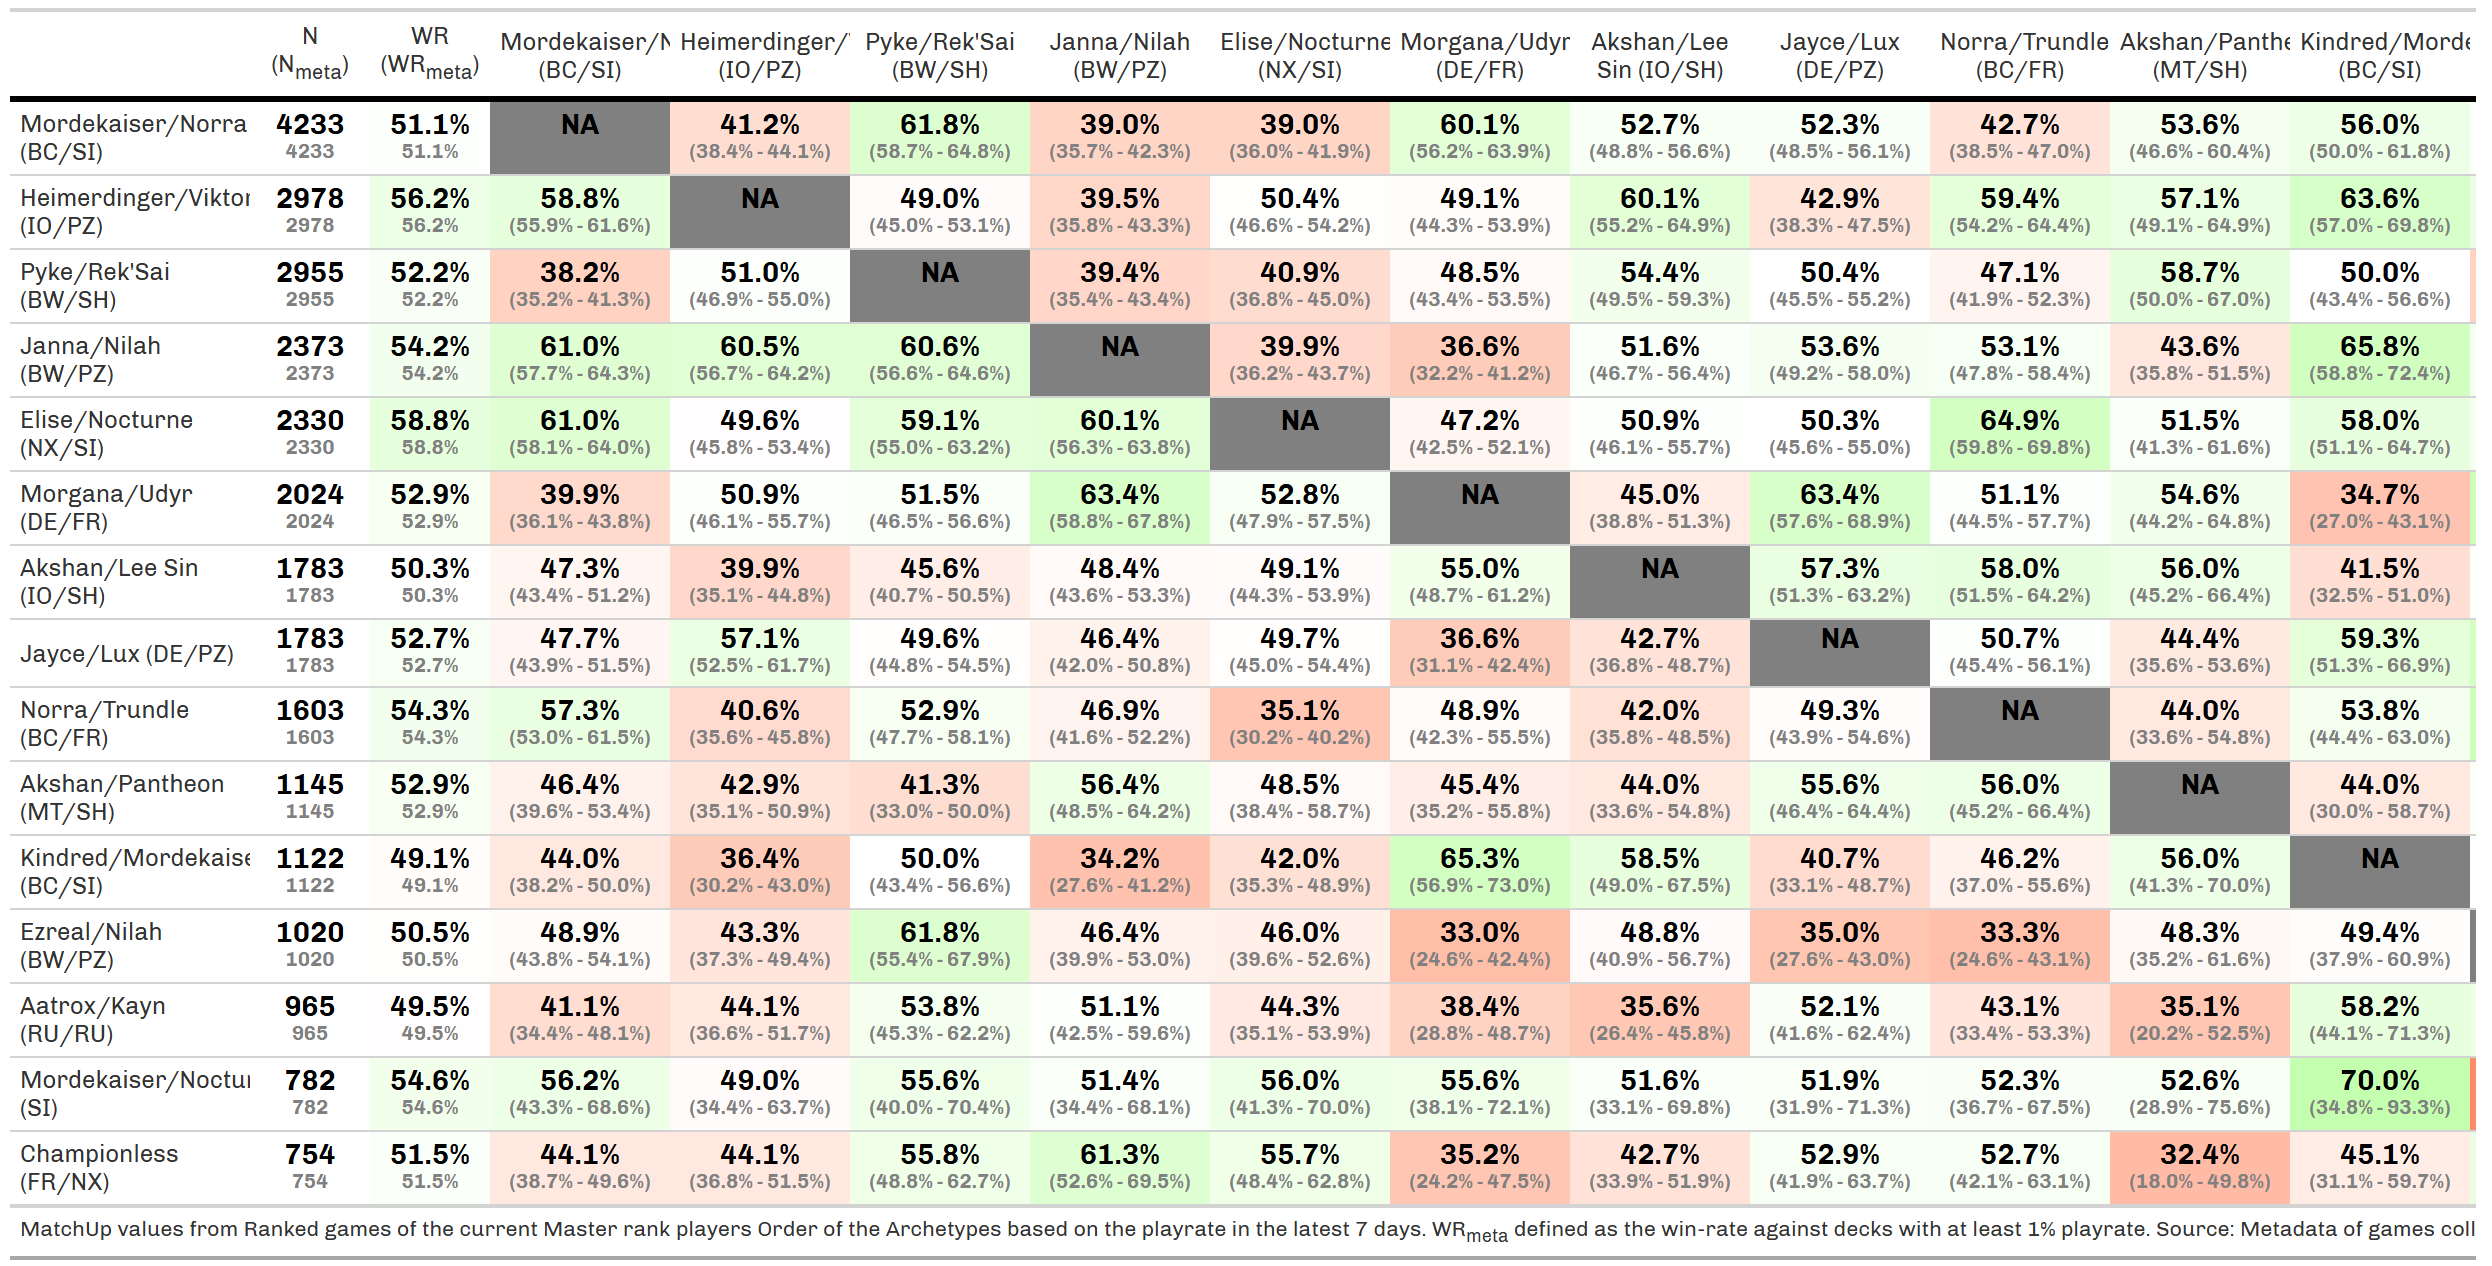 N WR Mordekaiser/N Heimerdinger/ Pyke/Rek'Sai Janna/Nilah Elise/Nocturne Morgana/Udyr Akshan/Lee Jayce/Lux Norra/Trundle Akshan/Panthe Kindred/Morde
(Nmeta) (WRmeta) (BC/SI) (IO/PZ) (BW/SH) (BW/PZ) (NX/SI) (DE/FR) Sin (IO/SH) (DE/PZ) (BC/FR) (MT/SH) (BC/SI)
Mordekaiser/Norra 4233 51.1% NA 41.2% 61.8% 39.0% 39.0% 60.1% 52.7% 52.3% 42.7% 53.6% 56.0%
(BC/SI) 4233 51.1% (38.4% - 44.1%) (58.7% - 64.8%) (35.7% - 42.3%) (36.0% - 41.9%) (56.2% - 63.9%) (48.8% - 56.6%) (48.5% - 56.1%) (38.5% - 47.0%) (46.6% - 60.4%) (50.0% - 61.8%)
Heimerdinger/Viktor 2978 56.2% 58.8% NA 49.0% 39.5% 50.4% 49.1% 60.1% 42.9% 59.4% 57.1% 63.6%
(IO/PZ) 2978 56.2% (55.9% - 61.6%) (45.0% - 53.1%) (35.8% - 43.3%) (46.6% - 54.2%) (44.3% - 53.9%) (55.2% - 64.9%) (38.3% - 47.5%) (54.2% - 64.4%) (49.1% - 64.9%) (57.0% - 69.8%)
Pyke/Rek'Sai 2955 52.2% 38.2% 51.0% NA 39.4% 40.9% 48.5% 54.4% 50.4% 47.1% 58.7% 50.0%
(BW/SH) 2955 52.2% (35.2% - 41.3%) (46.9% - 55.0%) (35.4% - 43.4%) (36.8% - 45.0%) (43.4% - 53.5%) (49.5% - 59.3%) (45.5% - 55.2%) (41.9% - 52.3%) (50.0% - 67.0%) (43.4% - 56.6%)
Janna/Nilah 2373 54.2% 61.0% 60.5% 60.6% NA 39.9% 36.6% 51.6% 53.6% 53.1% 43.6% 65.8%
(BW/PZ) 2373 54.2% (57.7% - 64.3%) (56.7% - 64.2%) (56.6% - 64.6%) (36.2% - 43.7%) (32.2% - 41.2%) (46.7% - 56.4%) (49.2% - 58.0%) (47.8% - 58.4%) (35.8% - 51.5%) (58.8% - 72.4%)
Elise/Nocturne 2330 58.8% 61.0% 49.6% 59.1% 60.1% NA 47.2% 50.9% 50.3% 64.9% 51.5% 58.0%
(NX/SI) 2330 58.8% (58.1% - 64.0%) (45.8% - 53.4%) (55.0% - 63.2%) (56.3% - 63.8%) (42.5% - 52.1%) (46.1% - 55.7%) (45.6% - 55.0%) (59.8% - 69.8%) (41.3% - 61.6%) (51.1% - 64.7%)
Morgana/Udyr 2024 52.9% 39.9% 50.9% 51.5% 63.4% 52.8% NA 45.0% 63.4% 51.1% 54.6% 34.7%
(DE/FR) 2024 52.9% (36.1% - 43.8%) (46.1% - 55.7%) (46.5% - 56.6%) (58.8% - 67.8%) (47.9% - 57.5%) (38.8% - 51.3%) (57.6% - 68.9%) (44.5% - 57.7%) (44.2% - 64.8%) (27.0% - 43.1%)
Akshan/Lee Sin 1783 50.3% 47.3% 39.9% 45.6% 48.4% 49.1% 55.0% NA 57.3% 58.0% 56.0% 41.5%
(IO/SH) 1783 50.3% (43.4% - 51.2%) (35.1% - 44.8%) (40.7% - 50.5%) (43.6% - 53.3%) (44.3% - 53.9%) (48.7% - 61.2%) (51.3% - 63.2%) (51.5% - 64.2%) (45.2% - 66.4%) (32.5% - 51.0%)
Jayce/Lux (DE/PZ) 1783 52.7% 47.7% 57.1% 49.6% 46.4% 49.7% 36.6% 42.7% NA 50.7% 44.4% 59.3%
1783 52.7% (43.9% - 51.5%) (52.5% - 61.7%) (44.8% - 54.5%) (42.0% - 50.8%) (45.0% - 54.4%) (31.1% - 42.4%) (36.8% - 48.7%) (45.4% - 56.1%) (35.6% - 53.6%) (51.3% - 66.9%)
Norra/Trundle 1603 54.3% 57.3% 40.6% 52.9% 46.9% 35.1% 48.9% 42.0% 49.3% NA 44.0% 53.8%
(BC/FR) 1603 54.3% (53.0% - 61.5%) (35.6% - 45.8%) (47.7% - 58.1%) (41.6% - 52.2%) (30.2% - 40.2%) (42.3% - 55.5%) (35.8% - 48.5%) (43.9% - 54.6%) (33.6% - 54.8%) (44.4% - 63.0%)
Akshan/Pantheon 1145 52.9% 46.4% 42.9% 41.3% 56.4% 48.5% 45.4% 44.0% 55.6% 56.0% NA 44.0%
(MT/SH) 1145 52.9% (39.6% - 53.4%) (35.1% - 50.9%) (33.0% - 50.0%) (48.5% - 64.2%) (38.4% - 58.7%) (35.2% - 55.8%) (33.6% - 54.8%) (46.4% - 64.4%) (45.2% - 66.4%) (30.0% - 58.7%)
Kindred/Mordekaise 1122 49.1% 44.0% 36.4% 50.0% 34.2% 42.0% 65.3% 58.5% 40.7% 46.2% 56.0% NA
(BC/SI) 1122 49.1% (38.2% - 50.0%) (30.2% - 43.0%) (43.4% - 56.6%) (27.6% - 41.2%) (35.3% - 48.9%) (56.9% - 73.0%) (49.0% - 67.5%) (33.1% - 48.7%) (37.0% - 55.6%) (41.3% - 70.0%)
Ezreal/Nilah 1020 50.5% 48.9% 43.3% 61.8% 46.4% 46.0% 33.0% 48.8% 35.0% 33.3% 48.3% 49.4%
(BW/PZ) 1020 50.5% (43.8% - 54.1%) (37.3% - 49.4%) (55.4% - 67.9%) (39.9% - 53.0%) (39.6% - 52.6%) (24.6% - 42.4%) (40.9% - 56.7%) (27.6% - 43.0%) (24.6% - 43.1%) (35.2% - 61.6%) (37.9% - 60.9%)
Aatrox/Kayn 965 49.5% 41.1% 44.1% 53.8% 51.1% 44.3% 38.4% 35.6% 52.1% 43.1% 35.1% 58.2%
(RU/RU) 965 49.5% (34.4% - 48.1%) (36.6% - 51.7%) (45.3% - 62.2%) (42.5% - 59.6%) (35.1% - 53.9%) (28.8% - 48.7%) (26.4% - 45.8%) (41.6% - 62.4%) (33.4% - 53.3%) (20.2% - 52.5%) (44.1% - 71.3%)
Mordekaiser/Noctu 782 54.6% 56.2% 49.0% 55.6% 51.4% 56.0% 55.6% 51.6% 51.9% 52.3% 52.6% 70.0%
(SI) 782 54.6% (43.3% - 68.6%) (34.4% - 63.7%) (40.0% - 70.4%) (34.4% - 68.1%) (41.3% - 70.0%) (38.1% - 72.1%) (33.1% - 69.8%) (31.9% - 71.3%) (36.7% - 67.5%) (28.9% - 75.6%) (34.8% - 93.3%)
Championless 754 51.5% 44.1% 44.1% 55.8% 61.3% 55.7% 35.2% 42.7% 52.9% 52.7% 32.4% 45.1%
(FR/NX) 754 51.5% (38.7% - 49.6%) (36.8% - 51.5%) (48.8% - 62.7%) (52.6% - 69.5%) (48.4% - 62.8%) (24.2% - 47.5%) (33.9% - 51.9%) (41.9% - 63.7%) (42.1% - 63.1%) (18.0% - 49.8%) (31.1% - 59.7%)
MatchUp values from Ranked games of the current Master rank players Order of the Archetypes based on the playrate in the latest 7 days. WRmeta defined as the win-rate against decks with at least 1% playrate. Source: Metadata of games coll